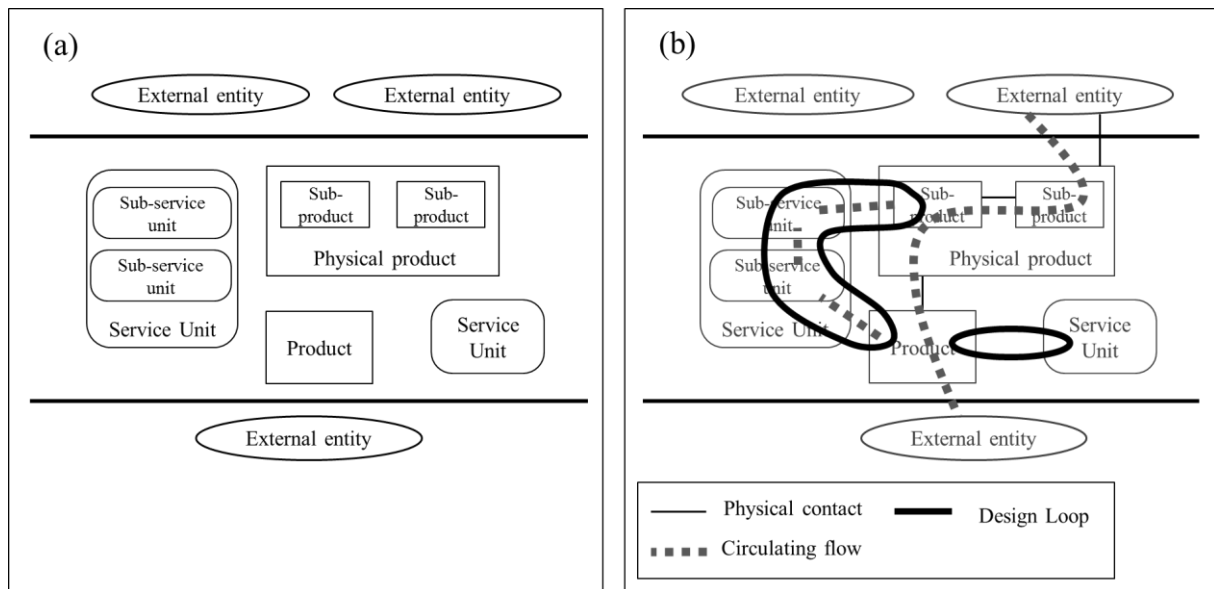 (a)
External entity
External entity
Sub-service
unit
Sub-service
unit
Service Unit
Sub-
product
Sub-
product
Physical product
Product
Service
Unit
External entity
(b)
External entity
External entity
Sub-service
unit
Sub-service
unit
Service Unit
Sub-
product
Sub-
product
Physical product
Product
Service
Unit
External entity
Physical contact
Design Loop
Circulating flow